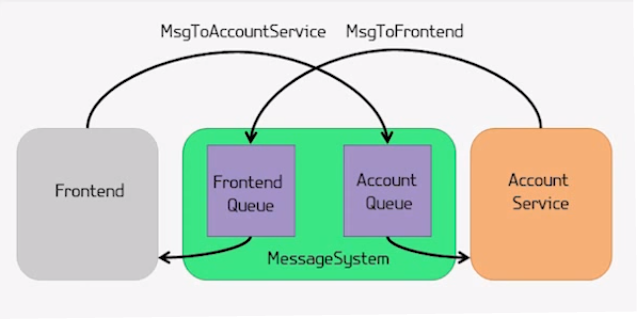 MsgToAccountService
MsgToFrontend
Frontend
Frontend
Queue
Account
Queue
Account
Service
MessageSystem